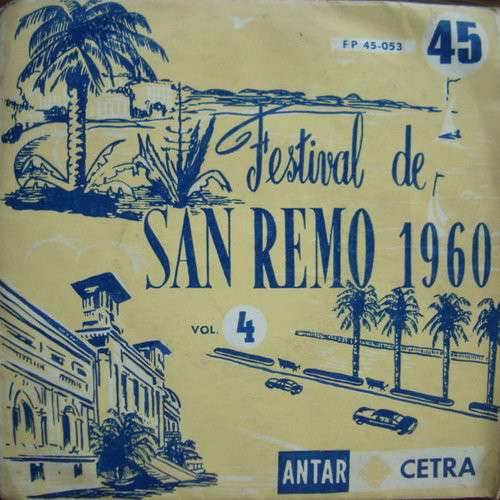 FP 45-053
45
Festival de
SAN REMO 1960
VOL. 4
ANTAR CETRA